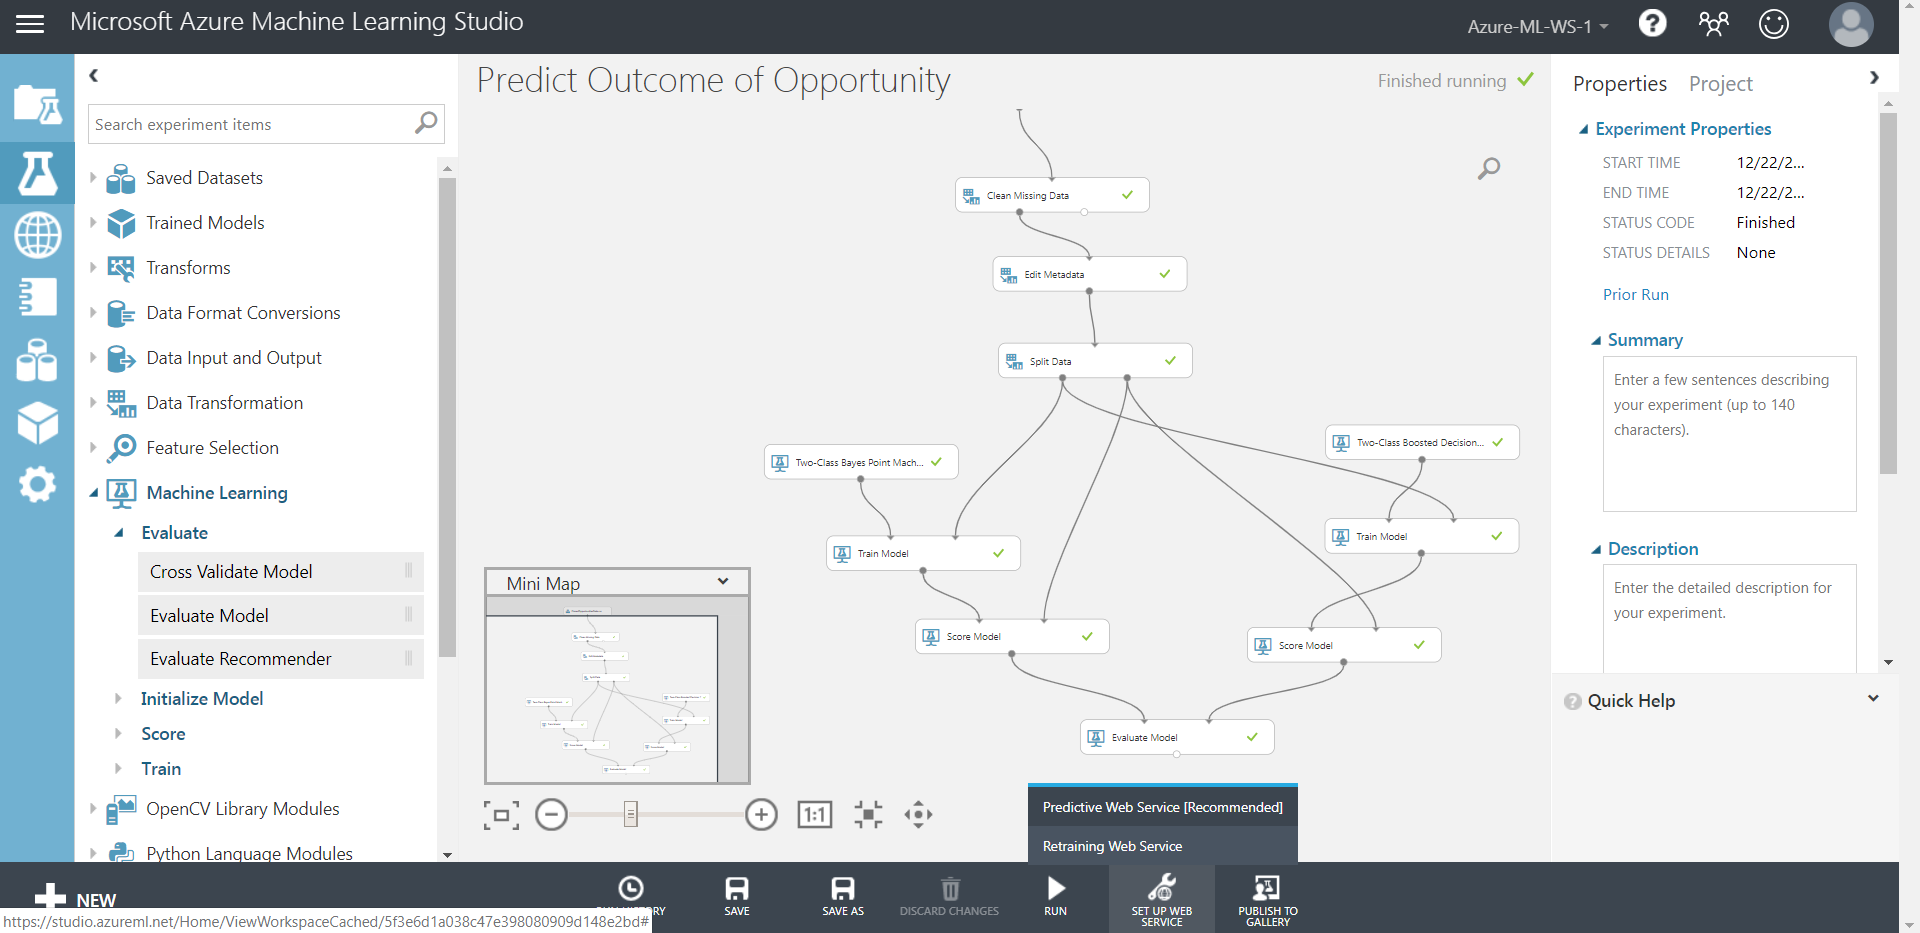 Microsoft Azure Machine Learning Studio
Azure-ML-WS-1
?
Search experiment items
Saved Datasets
Trained Models
Transforms
Data Format Conversions
Data Input and Output
Data Transformation
Feature Selection
Machine Learning
Evaluate
Cross Validate Model
Evaluate Model
Evaluate Recommender
Initialize Model
Score
Train
OpenCV Library Modules
Python Language Modules
Predict Outcome of Opportunity
Finished running
Clean Missing Data
Edit Metadata
Split Data
Two-Class Bayes Point Mach...
Two-Class Boosted Decision...
Train Model
Train Model
Score Model
Score Model
Evaluate Model
Mini Map
1:1
Predictive Web Service [Recommended]
Retraining Web Service
Properties Project
Experiment Properties
START TIME 12/22/2...
END TIME 12/22/2...
STATUS CODE Finished
STATUS DETAILS None
Prior Run
Summary
Enter a few sentences describing
your experiment (up to 140
characters).
Description
Enter the detailed description for
your experiment.
? Quick Help
NEW
SAVE
SAVE AS
DISCARD CHANGES
RUN
SET UP WEB
SERVICE
PUBLISH TO
GALLERY
https://studio.azureml.net/Home/ViewWorkspaceCached/5f3e6d1a038c47e398080909d148e2bd#